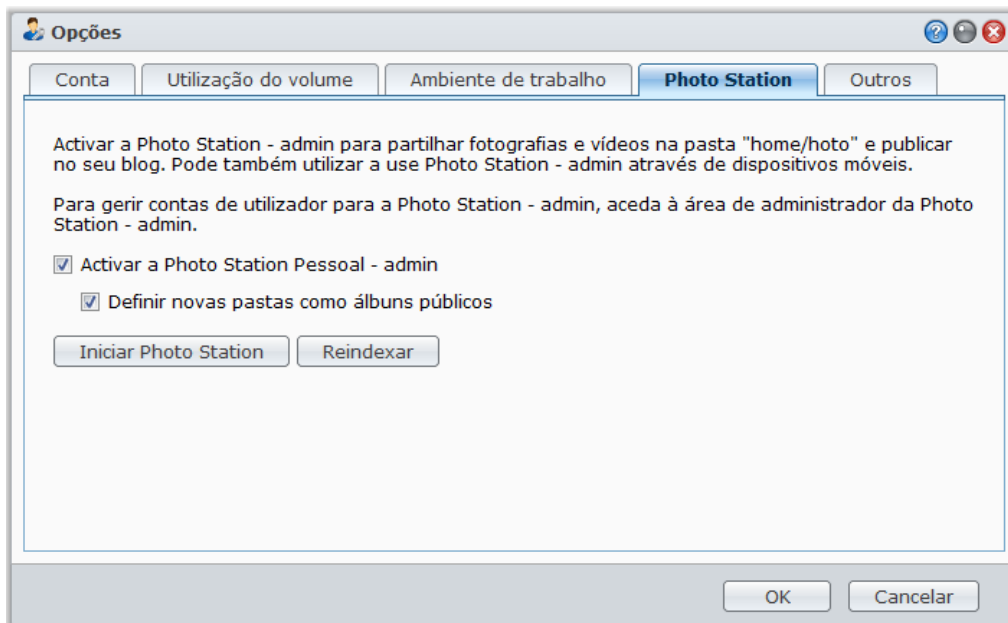 Opções
Conta
Utilização do volume
Ambiente de trabalho
Photo Station
Outros
Activar a Photo Station - admin para partilhar fotografias e vídeos na pasta "home/hoto" e publicar
no seu blog. Pode também utilizar a use Photo Station - admin através de dispositivos móveis.
Para gerir contas de utilizador para a Photo Station - admin, aceda à área de administrador da Photo
Station - admin.
Activar a Photo Station Pessoal - admin
Definir novas pastas como álbuns públicos
Iniciar Photo Station
Reindexar
OK
Cancelar